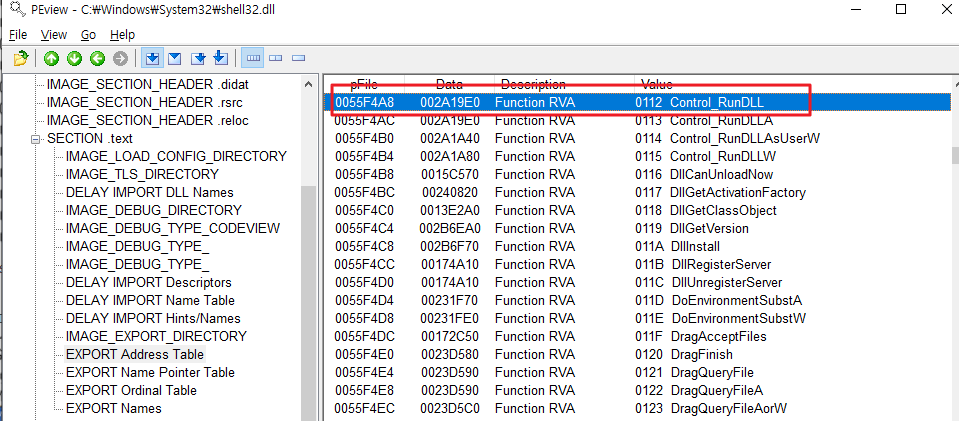 PEview - C:₩Windows₩System32₩shell32.dll
File View Go Help
IMAGE_SECTION_HEADER .didat
IMAGE_SECTION_HEADER .rsrc
IMAGE_SECTION_HEADER .reloc
SECTION .text
IMAGE_LOAD_CONFIG_DIRECTORY
IMAGE_TLS_DIRECTORY
DELAY IMPORT DLL Names
IMAGE_DEBUG_DIRECTORY
IMAGE_DEBUG_TYPE_CODEVIEW
IMAGE_DEBUG_TYPE_
IMAGE_DEBUG_TYPE_
DELAY IMPORT Descriptors
DELAY IMPORT Name Table
DELAY IMPORT Hints/Names
IMAGE_EXPORT_DIRECTORY
EXPORT Address Table
EXPORT Name Pointer Table
EXPORT Ordinal Table
EXPORT Names
pFile Data Description Value
0055F4A8 002A19E0 Function RVA 0112 Control_RunDLL
0055F4AC 002A19E0 Function RVA 0113 Control_RunDLLA
0055F4B0 002A1A40 Function RVA 0114 Control_RunDLLAsUserW
0055F4B4 002A1A80 Function RVA 0115 Control_RunDLLW
0055F4B8 0015C570 Function RVA 0116 DllCanUnloadNow
0055F4BC 00240820 Function RVA 0117 DllGetActivationFactory
0055F4C0 0013E2A0 Function RVA 0118 DllGetClassObject
0055F4C4 002B6EA0 Function RVA 0119 DllGetVersion
0055F4C8 002B6F70 Function RVA 011A DllInstall
0055F4CC 00174A10 Function RVA 011B DllRegisterServer
0055F4D0 00174A10 Function RVA 011C DllUnregisterServer
0055F4D4 00231F70 Function RVA 011D DoEnvironmentSubstA
0055F4D8 00231FE0 Function RVA 011E DoEnvironmentSubstW
0055F4DC 00172C50 Function RVA 011F DragAcceptFiles
0055F4E0 0023D580 Function RVA 0120 DragFinish
0055F4E4 0023D590 Function RVA 0121 DragQueryFile
0055F4E8 0023D590 Function RVA 0122 DragQueryFileA
0055F4EC 0023D5C0 Function RVA 0123 DragQueryFileAorW